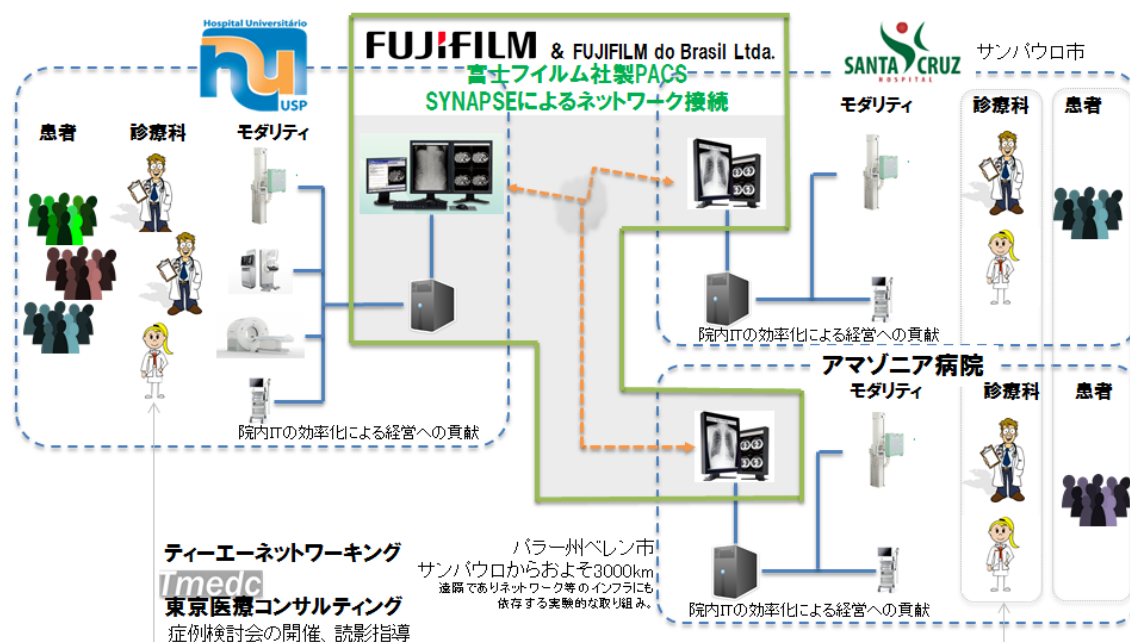 Hospital Universitário
hu
USP
FUJIFILM & FUJIFILM do Brasil Ltda.
富士フイルム社製PACS
SYNAPSEによるネットワーク接続
SANTA CRUZ
HOSPITAL
サンパウロ市
患者
診療科
モダリティ
モダリティ
診療科
患者
院内ITの効率化による経営への貢献
院内ITの効率化による経営への貢献
アマゾニア病院
モダリティ
診療科
患者
院内ITの効率化による経営への貢献
ティーエーネットワーキング
Tmedc
東京医療コンサルティング
症例検討会の開催、読影指導
パラー州ベレン市
サンパウロからおよそ3000km
遠隔でありネットワーク等のインフラにも
依存する実験的な取り組み。